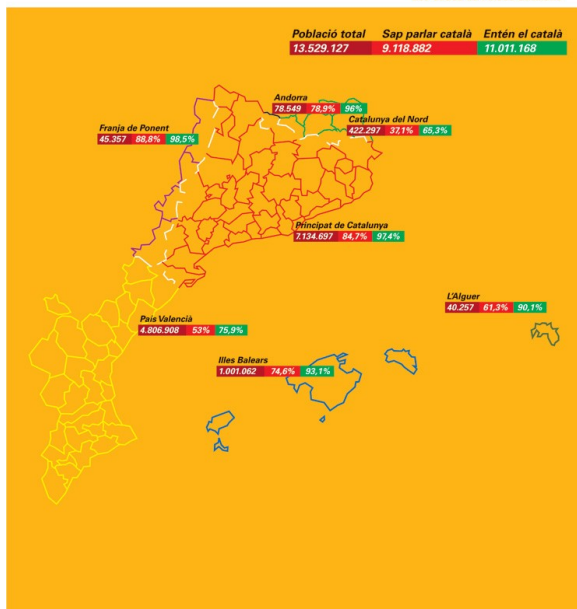 Població total Sap parlar català Entén el català
13.529.127 9.118.882 11.011.168
Andorra
78.549 78,9% 96%
Catalunya del Nord
422.297 37,1% 65,3%
Franja de Ponent
45.357 88,8% 98,5%
Principat de Catalunya
7.134.697 84,7% 97,4%
L'Alguer
40.257 61,3% 90,1%
País Valencià
4.806.908 53% 75,9%
Illes Balears
1.001.062 74,6% 93,1%